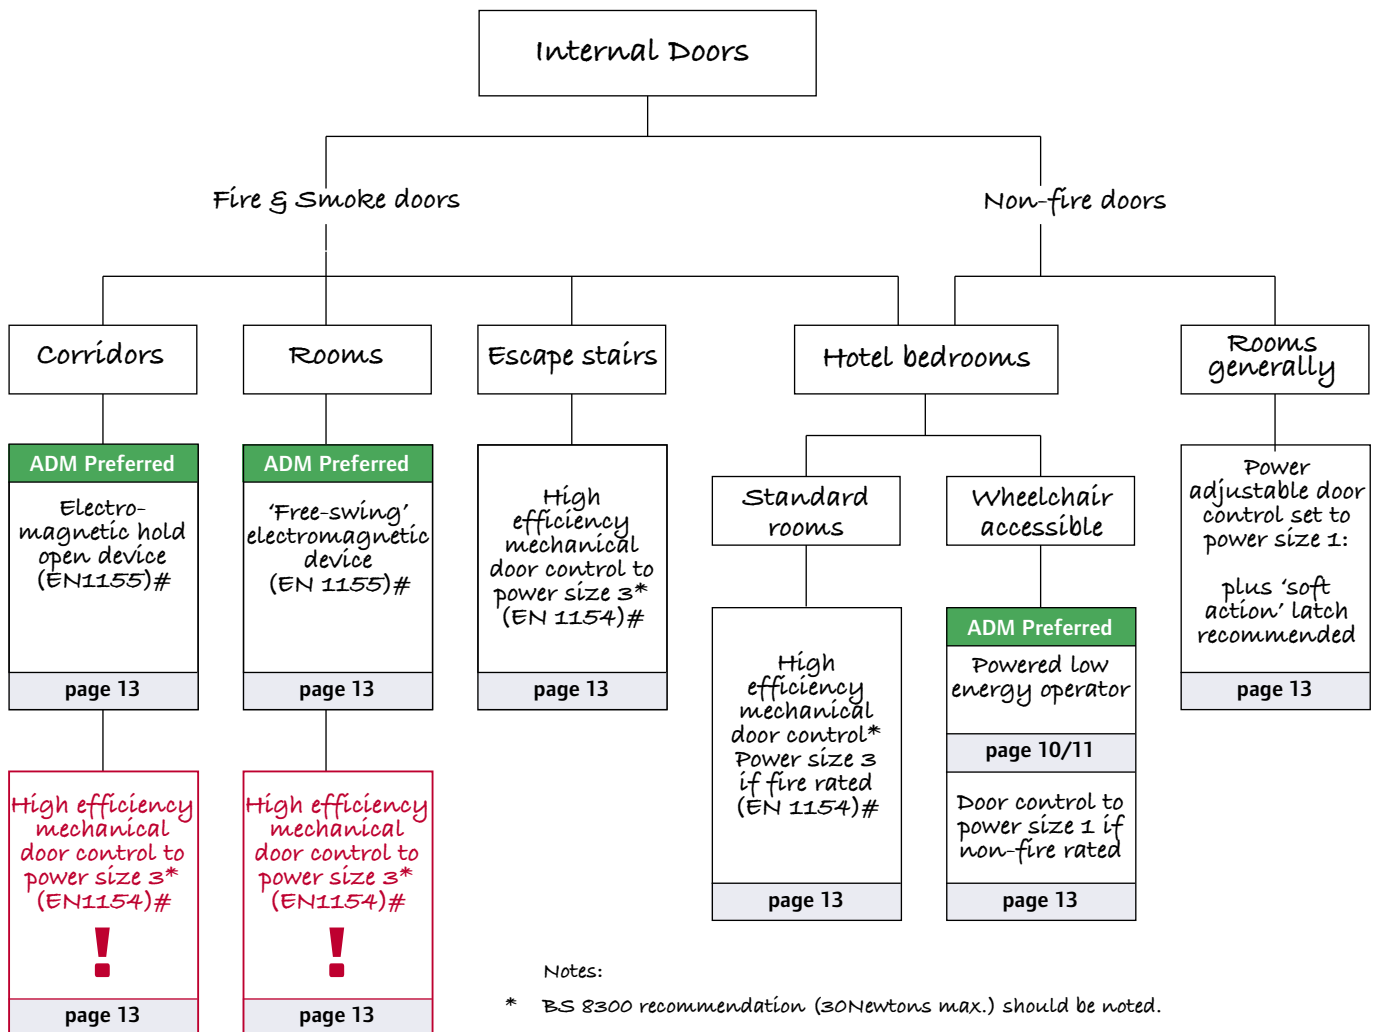 Internal Doors
Fire & Smoke doors
Non-fire doors
Corridors
Rooms
Escape stairs
Hotel bedrooms
Rooms
generally
ADM Preferred
Electro-
magnetic hold
open device
(EN1155)#
page 13
ADM Preferred
‘Free-swing’
electromagnetic
device
(EN 1155)#
page 13
High
efficiency
mechanical
door control to
power size 3*
(EN 1154)#
page 13
Standard
rooms
Wheelchair
accessible
Power
adjustable door
control set to
power size 1:
plus ‘soft
action’ latch
recommended
page 13
High
efficiency
mechanical
door control*
Power size 3
if fire rated
(EN 1154)#
page 13
ADM Preferred
Powered low
energy operator
page 10/11
Door control to
power size 1 if
non-fire rated
page 13
High efficiency
mechanical
door control to
power size 3*
(EN1154)#
!
page 13
High efficiency
mechanical
door control to
power size 3*
(EN1154)#
!
page 13
Notes:
* BS 8300 recommendation (30Newtons max.) should be noted.